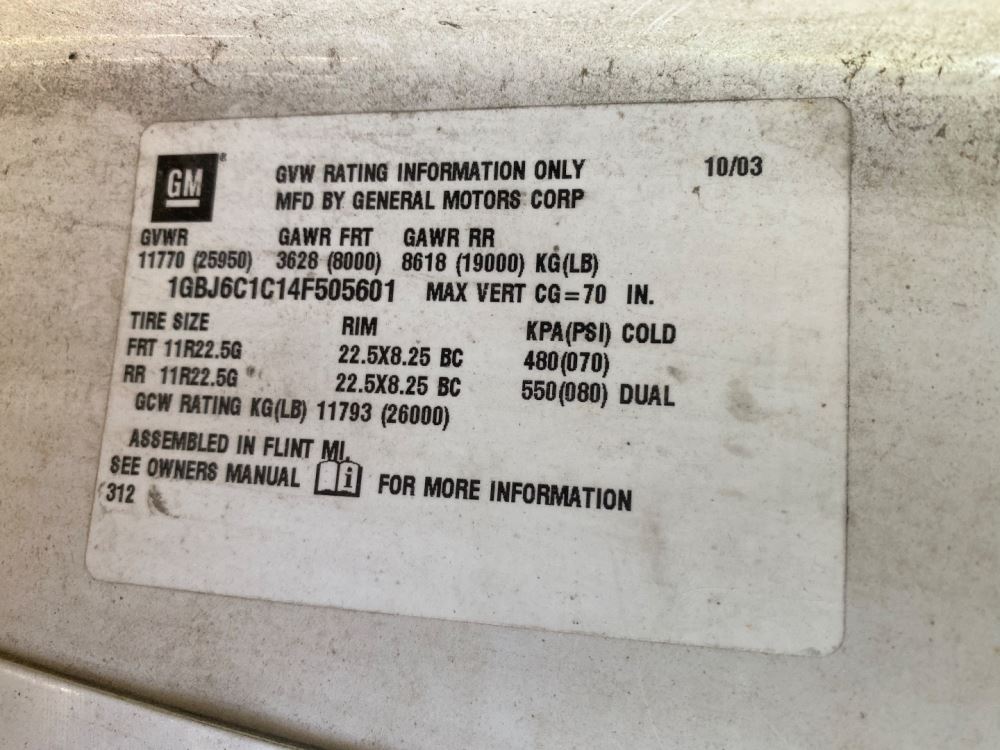 GM® GVW RATING INFORMATION ONLY 10/03
MFD BY GENERAL MOTORS CORP
GVWR GAWR FRT GAWR RR
11770 (25950) 3628 (8000) 8618 (19000) KG(LB)
1GBJ6C1C14F505601 MAX VERT CG=70 IN.
TIRE SIZE RIM KPA(PSI) COLD
FRT 11R22.5G 22.5X8.25 BC 480(070)
RR 11R22.5G 22.5X8.25 BC 550(080) DUAL
GCW RATING KG(LB) 11793 (26000)
ASSEMBLED IN FLINT MI.
SEE OWNERS MANUAL i FOR MORE INFORMATION
312